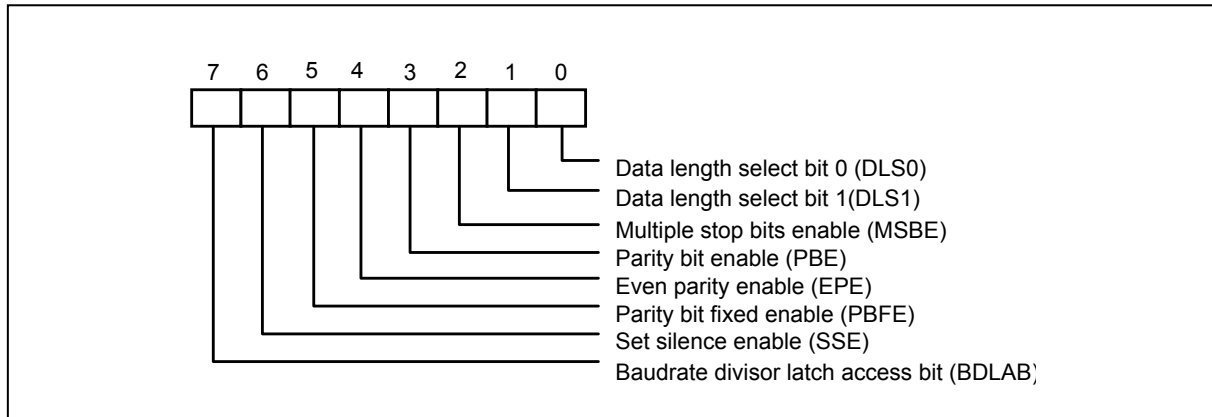 7 6 5 4 3 2 1 0
Data length select bit 0 (DLS0)
Data length select bit 1(DLS1)
Multiple stop bits enable (MSBE)
Parity bit enable (PBE)
Even parity enable (EPE)
Parity bit fixed enable (PBFE)
Set silence enable (SSE)
Baudrate divisor latch access bit (BDLAB)